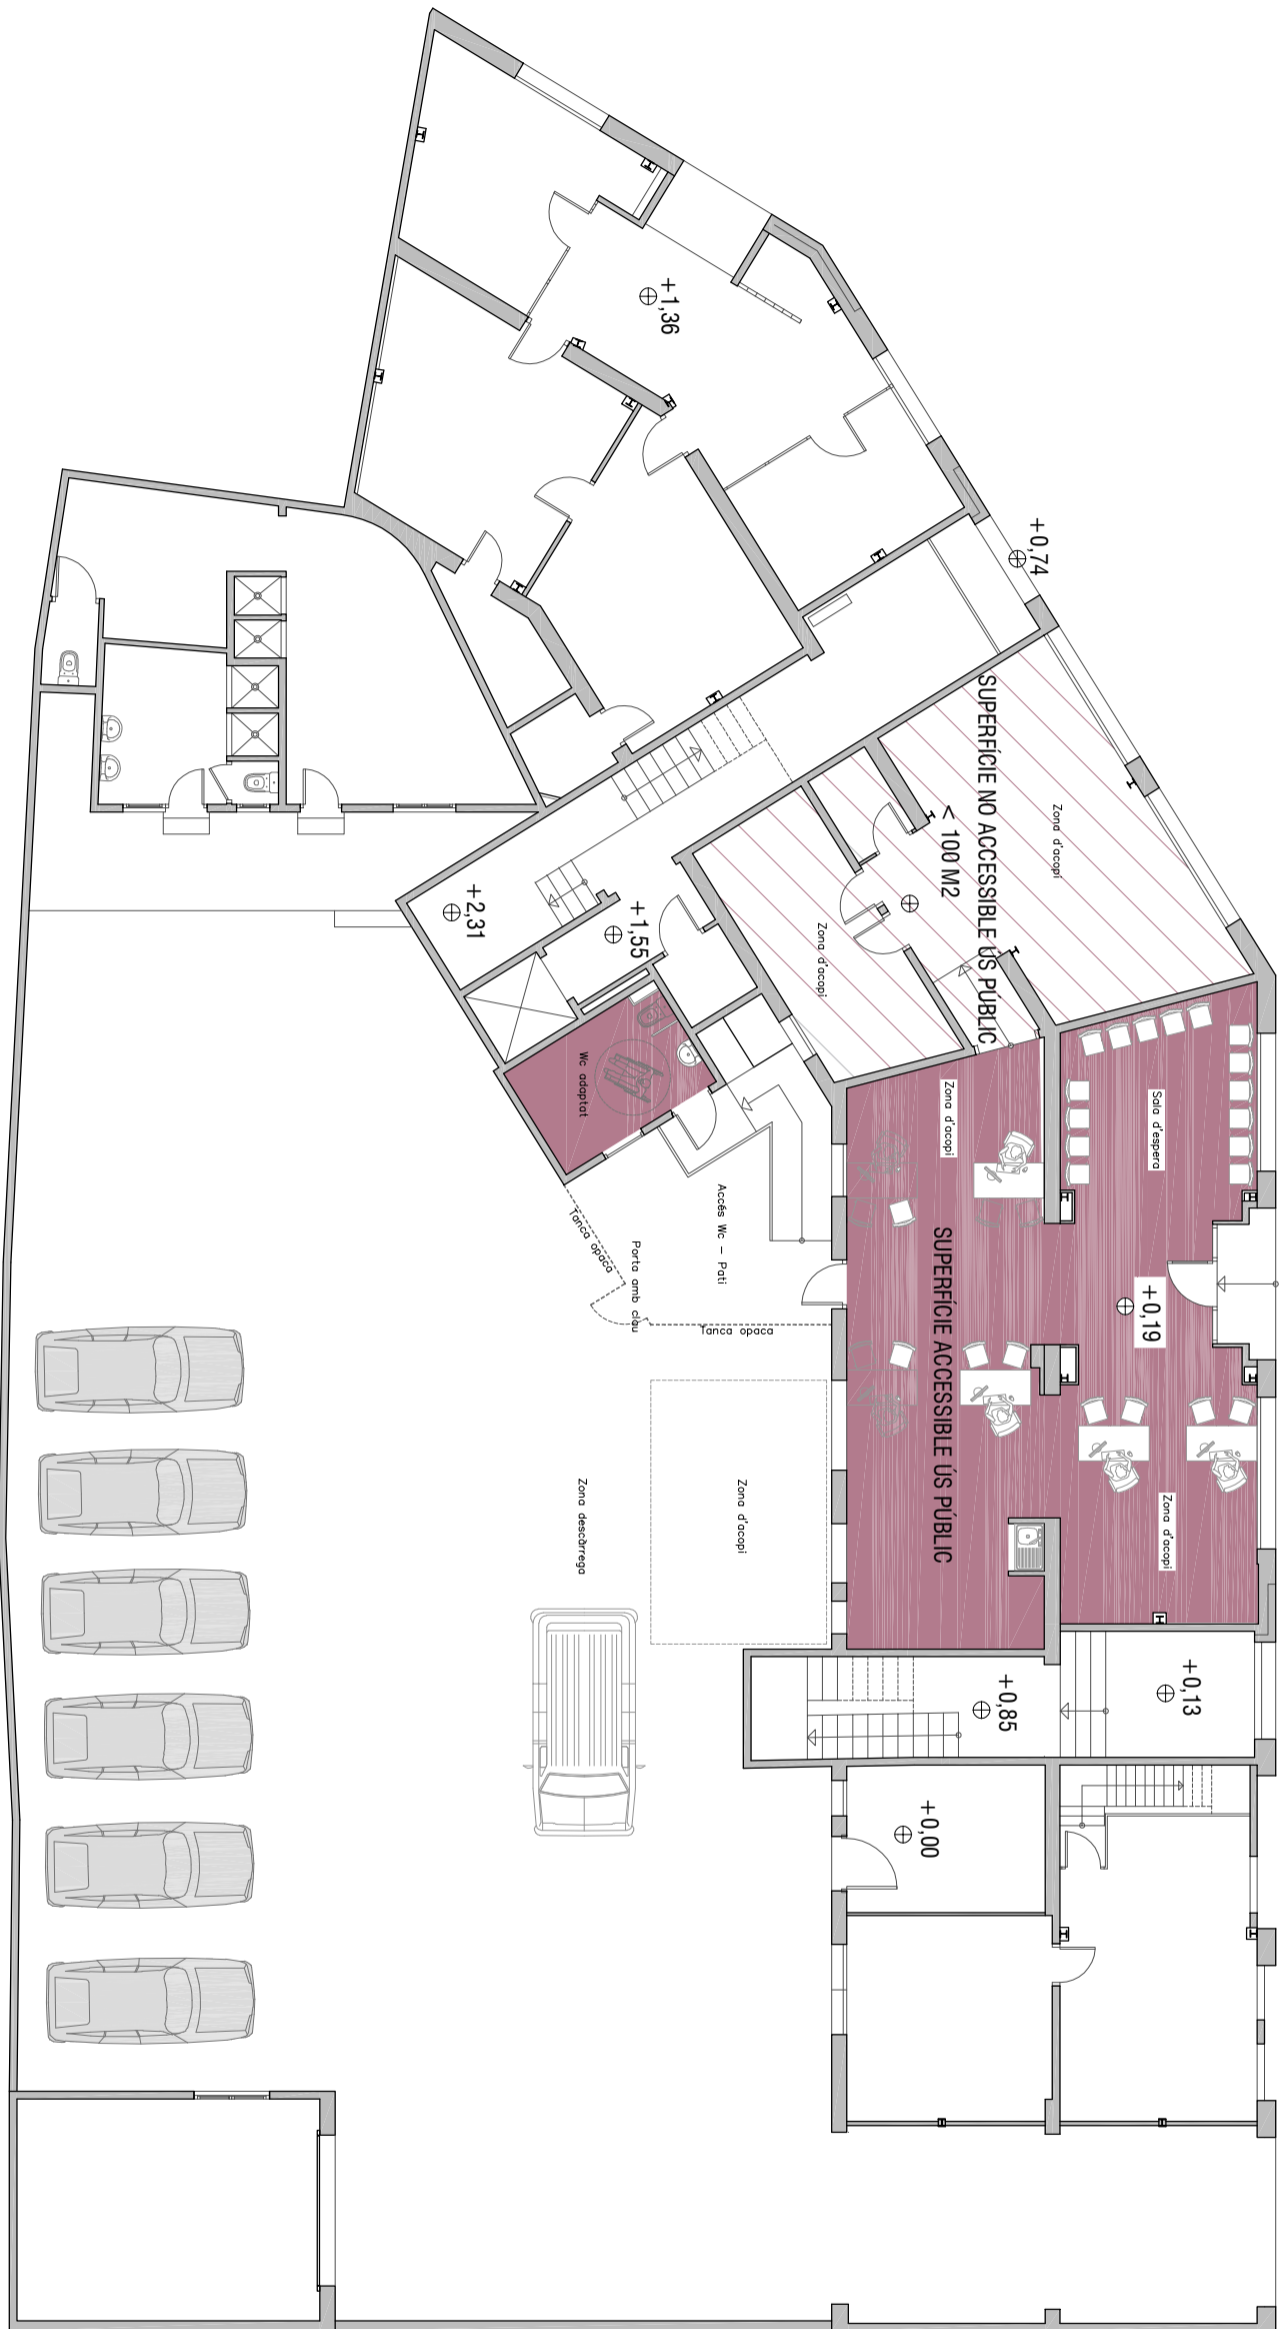 +1,36
+0,74
SUPERFÍCIE NO ACCESSIBLE ÚS PÚBLIC
< 100 M2
Zona d'acopi
Zona d'acopi
+2,31
+1,55
Wc adaptat
Zona d'acopi
Sala d'espera
Accés Wc – Pati
Tanca opaca
Porta amb clau
Tanca opaca
SUPERFÍCIE ACCESSIBLE ÚS PÚBLIC
+0,19
Zona descàrrega
Zona d'acopi
Zona d'acopi
+0,85
+0,13
+0,00